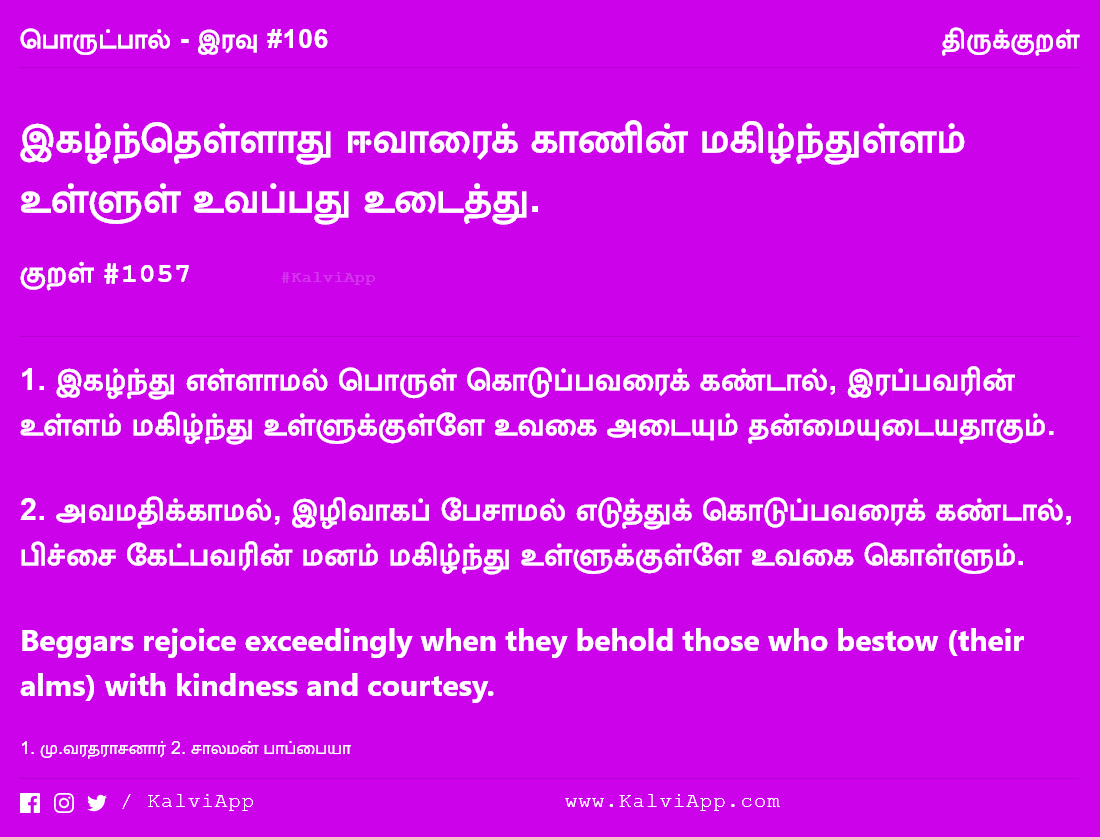 பொருட்பால் - இரவு #106
திருக்குறள்
இகழ்ந்தெள்ளாது ஈவாரைக் காணின் மகிழ்ந்துள்ளம்
உள்ளுள் உவப்பது உடைத்து.
குறள் #1057
#KalviApp
1. இகழ்ந்து எள்ளாமல் பொருள் கொடுப்பவரைக் கண்டால், இரப்பவரின்
உள்ளம் மகிழ்ந்து உள்ளுக்குள்ளே உவகை அடையும் தன்மையுடையதாகும்.
2. அவமதிக்காமல், இழிவாகப் பேசாமல் எடுத்துக் கொடுப்பவரைக் கண்டால்,
பிச்சை கேட்பவரின் மனம் மகிழ்ந்து உள்ளுக்குள்ளே உவகை கொள்ளும்.
Beggars rejoice exceedingly when they behold those who bestow (their
alms) with kindness and courtesy.
1. மு.வரதராசனார் 2. சாலமன் பாப்பையா
/ KalviApp
www.KalviApp.com